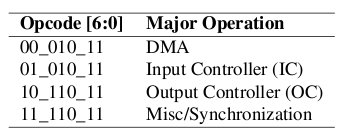 Opcode [6:0] Major Operation
00_010_11 DMA
01_010_11 Input Controller (IC)
10_110_11 Output Controller (OC)
11_110_11 Misc/Synchronization